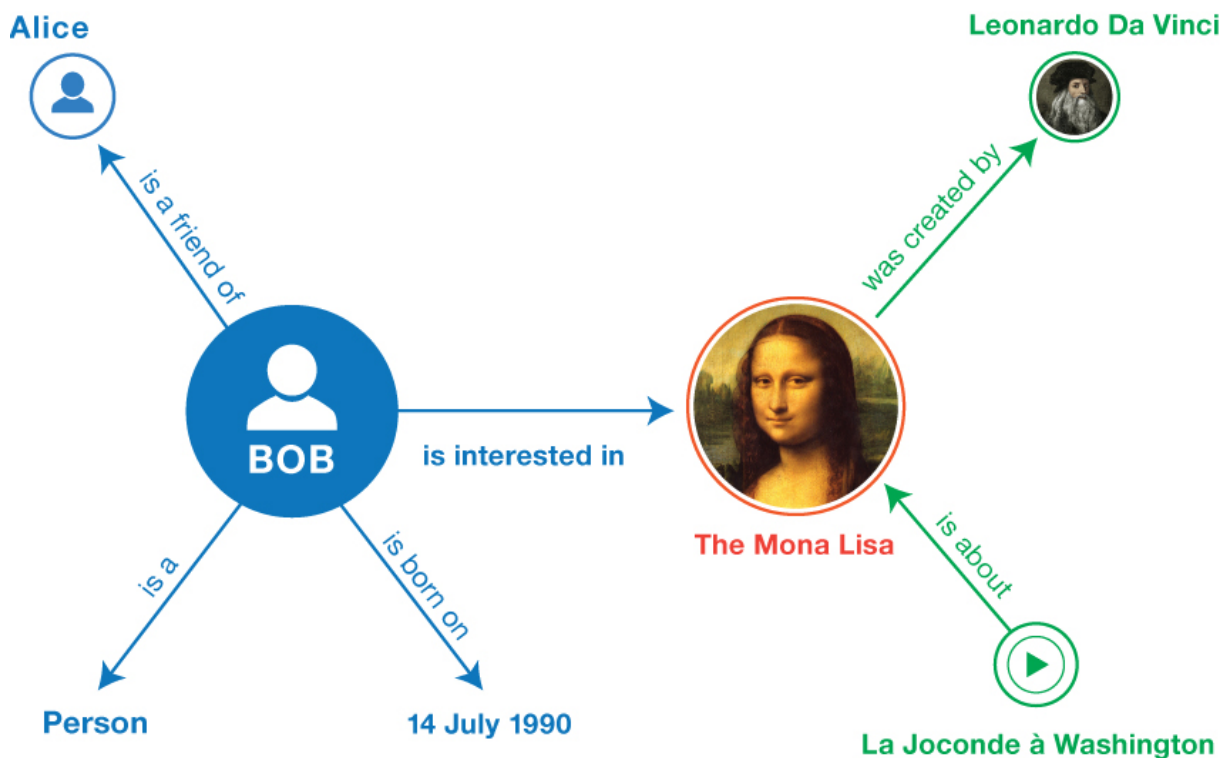 Alice
Leonardo Da Vinci
is a friend of
was created by
BOB
is interested in
The Mona Lisa
is a
is born on
is about
Person
14 July 1990
La Joconde à Washington